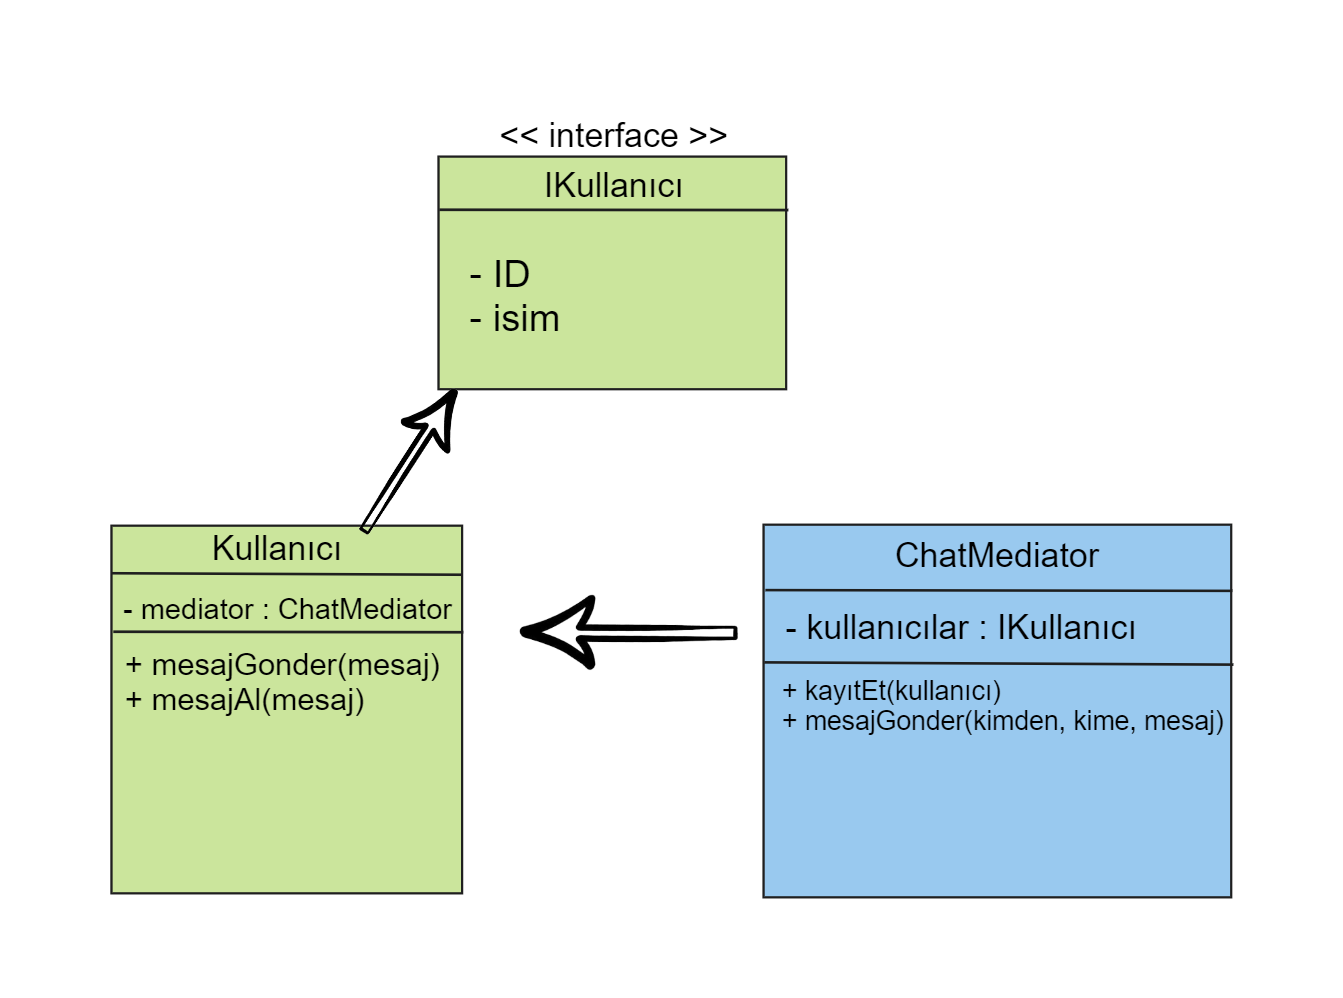 << interface >>
IKullanıcı
- ID
- isim
Kullanıcı
- mediator : ChatMediator
+ mesajGonder(mesaj)
+ mesajAl(mesaj)
ChatMediator
- kullanıcılar : IKullanıcı
+ kayıtEt(kullanıcı)
+ mesajGonder(kimden, kime, mesaj)